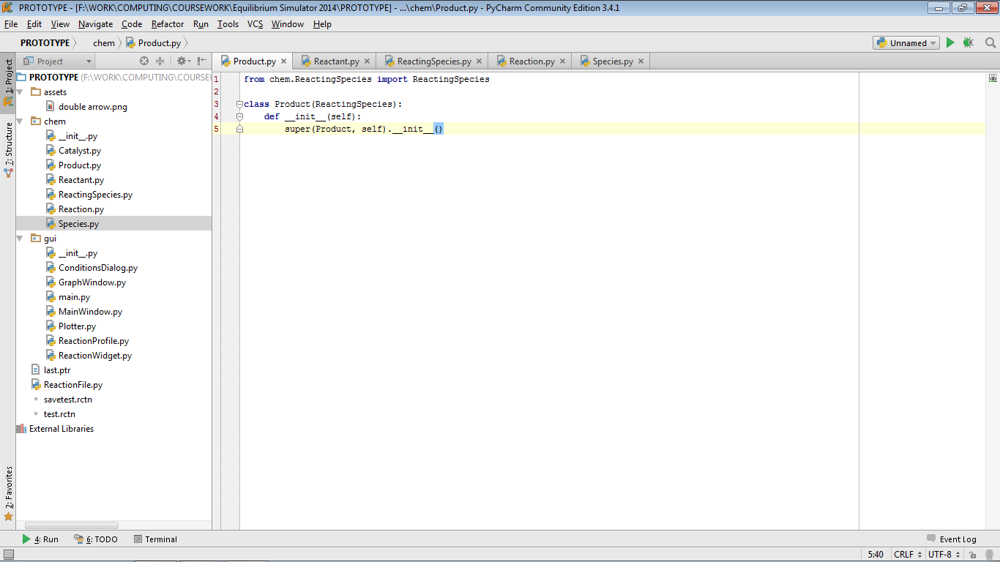 PROTOTYPE - [F:\WORK\COMPUTING\COURSEWORK\Equilibrium Simulator 2014\PROTOTYPE] - ...\chem\Product.py - PyCharm Community Edition 3.4.1
File Edit View Navigate Code Refactor Run Tools VCS Window Help
PROTOTYPE chem Product.py Unnamed
1: Project
7: Structure
2: Favorites
Project
PROTOTYPE (F:\WORK\COMPUTING\COURSEW
assets
double arrow.png
chem
__init__.py
Catalyst.py
Product.py
Reactant.py
ReactingSpecies.py
Reaction.py
Species.py
gui
__init__.py
ConditionsDialog.py
GraphWindow.py
main.py
MainWindow.py
Plotter.py
ReactionProfile.py
ReactionWidget.py
last.ptr
ReactionFile.py
savetest.rctn
test.rctn
External Libraries
Product.py Reactant.py ReactingSpecies.py Reaction.py Species.py
1 from chem.ReactingSpecies import ReactingSpecies
2
3 class Product(ReactingSpecies):
4     def __init__(self):
5         super(Product, self).__init__()
4: Run 6: TODO Terminal Event Log
5:40 CRLF UTF-8